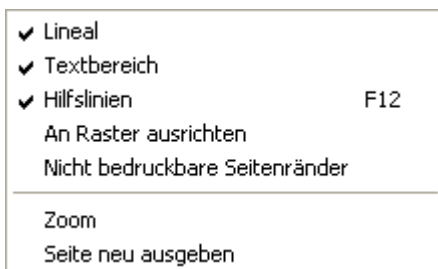 Lineal
Textbereich
Hilfslinien F12
An Raster ausrichten
Nicht bedruckbare Seitenränder
Zoom
Seite neu ausgeben